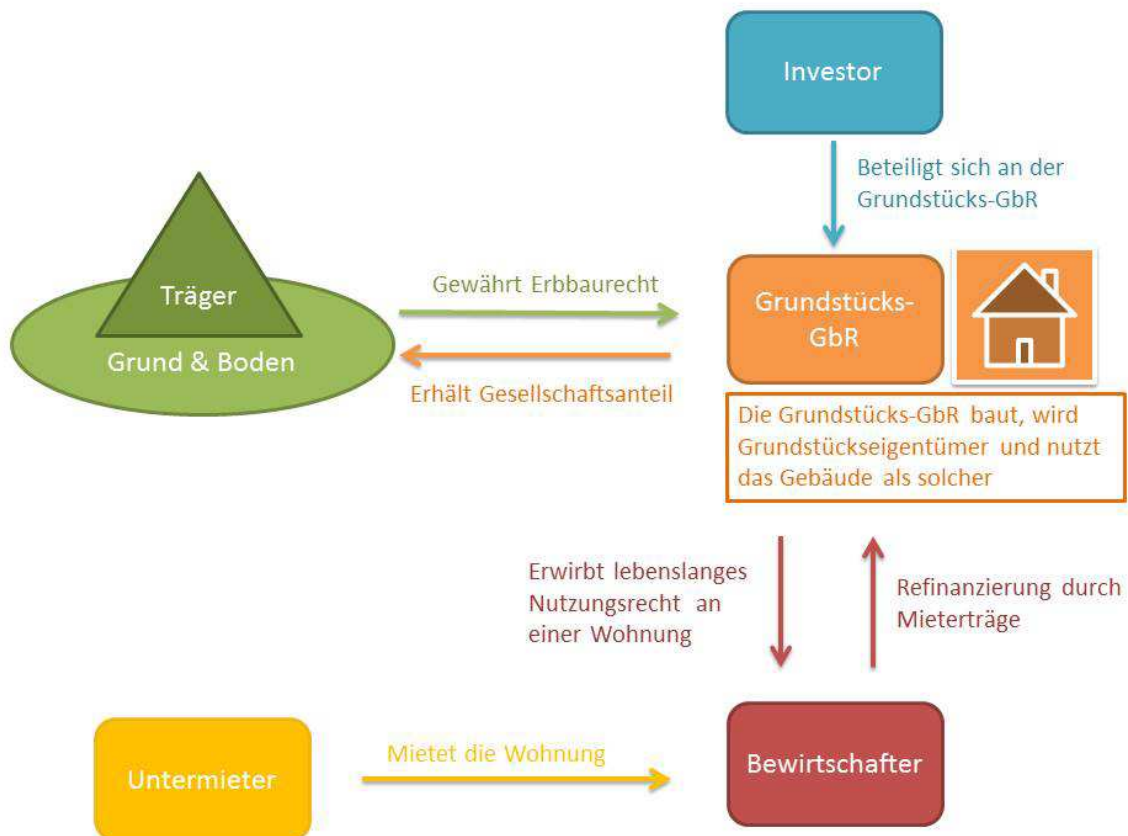 Investor
Beteiligt sich an der
Grundstücks-GbR
Träger
Grund & Boden
Gewährt Erbbaurecht
Erhält Gesellschaftsanteil
Grundstücks-
GbR
Die Grundstücks-GbR baut, wird
Grundstückseigentümer und nutzt
das Gebäude als solcher
Erwirbt lebenslanges
Nutzungsrecht an
einer Wohnung
Refinanzierung durch
Mieterträge
Untermieter
Mietet die Wohnung
Bewirtschafter